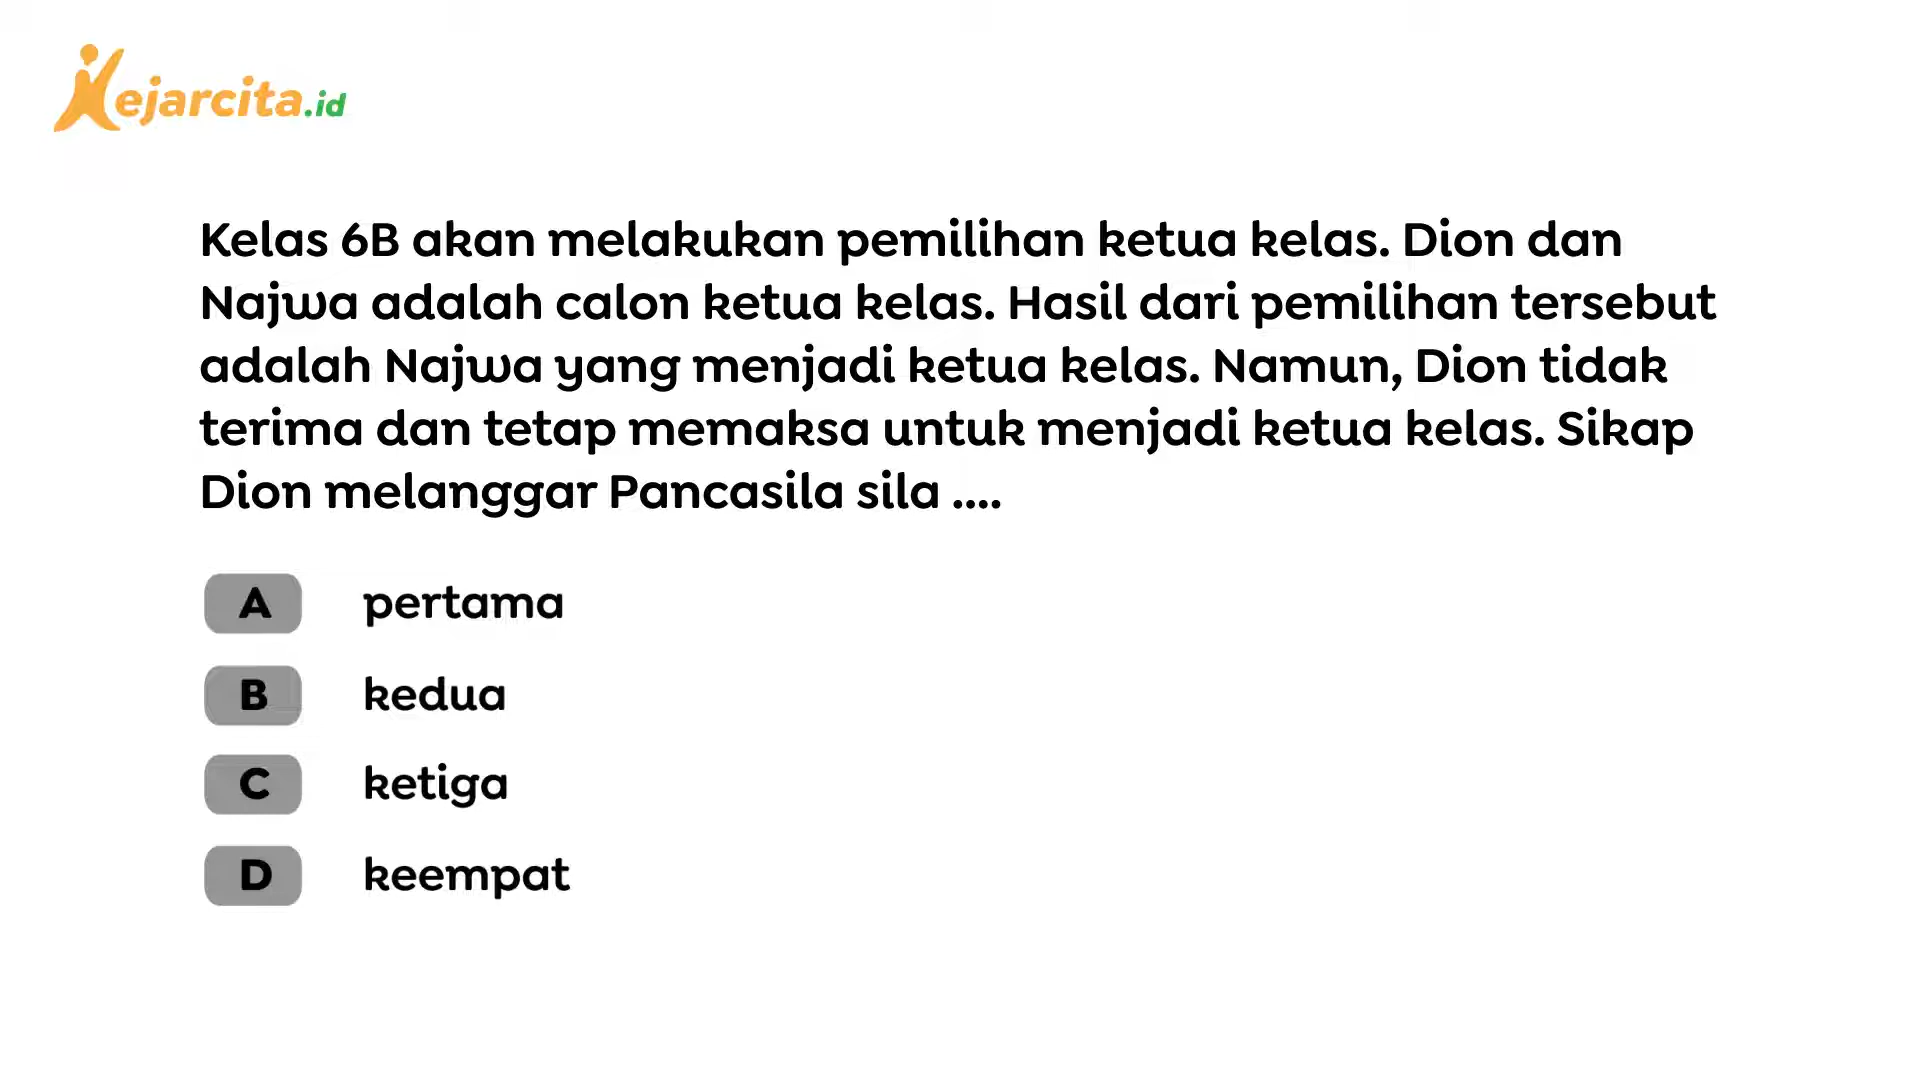 Kejarcita.id
Kelas 6B akan melakukan pemilihan ketua kelas. Dion dan
Najwa adalah calon ketua kelas. Hasil dari pemilihan tersebut
adalah Najwa yang menjadi ketua kelas. Namun, Dion tidak
terima dan tetap memaksa untuk menjadi ketua kelas. Sikap
Dion melanggar Pancasila sila ....
A pertama
B kedua
C ketiga
D keempat